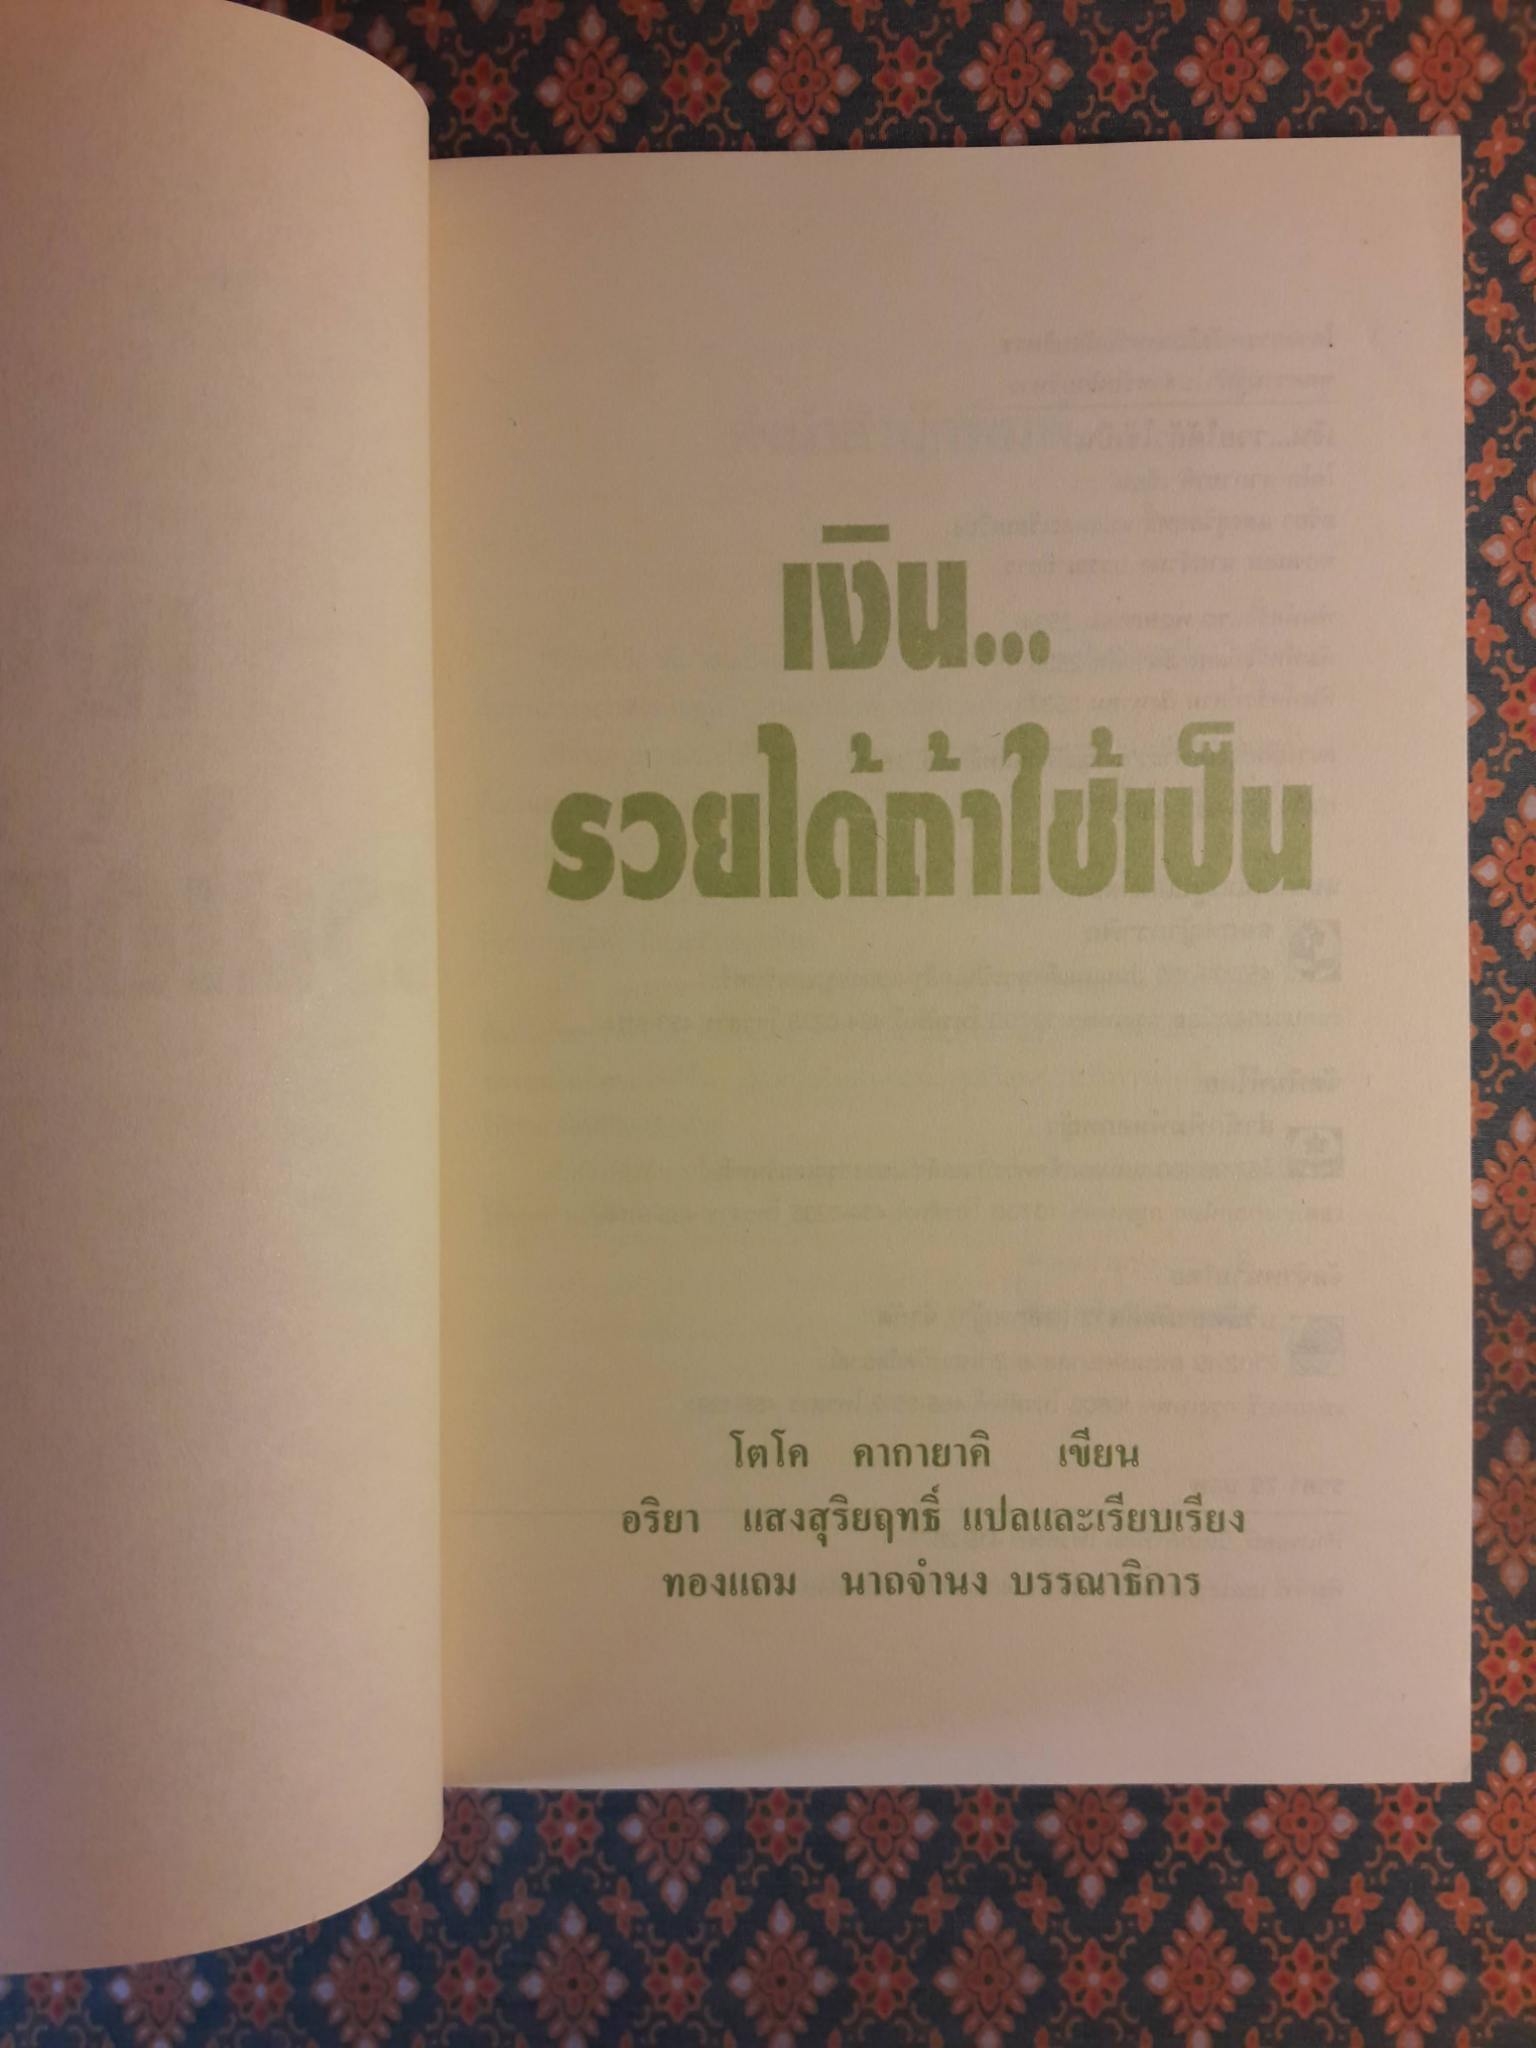 เงิน...
รวยได้ถ้าใช้เป็น
โตโค คากายาคิ เขียน
อริยา แสงสุริยฤทธิ์ แปลและเรียบเรียง
ทองแถม นาถจำนง บรรณาธิการ